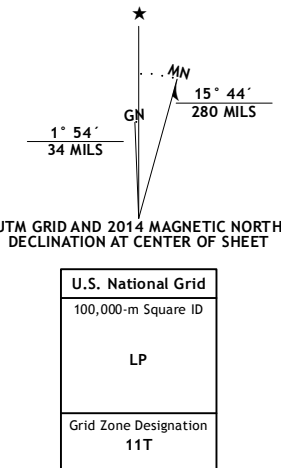 ★
MN
GN
15° 44´
280 MILS
1° 54´
34 MILS
UTM GRID AND 2014 MAGNETIC NORTH
DECLINATION AT CENTER OF SHEET
U.S. National Grid
100,000-m Square ID
LP
Grid Zone Designation
11T